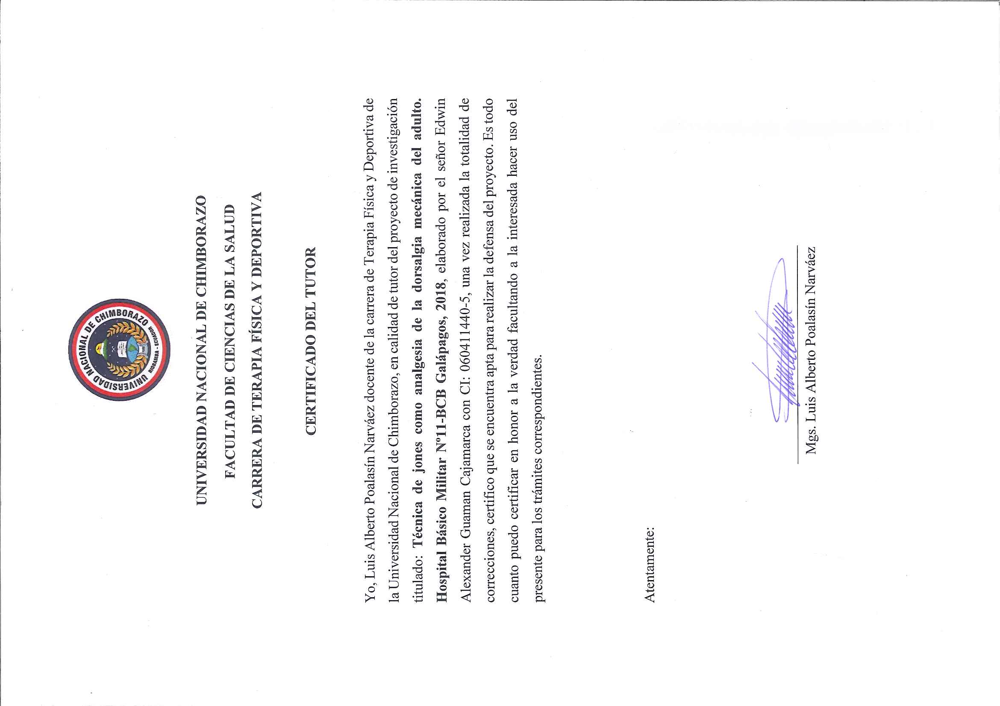 UNIVERSIDAD NACIONAL DE CHIMBORAZO
RIOBAMBA - ECUADOR
UNIVERSIDAD NACIONAL DE CHIMBORAZO
FACULTAD DE CIENCIAS DE LA SALUD
CARRERA DE TERAPIA FÍSICA Y DEPORTIVA
CERTIFICADO DEL TUTOR
Yo, Luis Alberto Poalasín Narváez docente de la carrera de Terapia Física y Deportiva de
la Universidad Nacional de Chimborazo, en calidad de tutor del proyecto de investigación
titulado: Técnica de jones como analgesia de la dorsalgia mecánica del adulto.
Hospital Básico Militar Nº11-BCB Galápagos, 2018, elaborado por el señor Edwin
Alexander Guaman Cajamarca con CI: 060411440-5, una vez realizada la totalidad de
correcciones, certifico que se encuentra apta para realizar la defensa del proyecto. Es todo
cuanto puedo certificar en honor a la verdad facultando a la interesada hacer uso del
presente para los trámites correspondientes.
Atentamente:
Mgs. Luis Alberto Poalasín Narváez